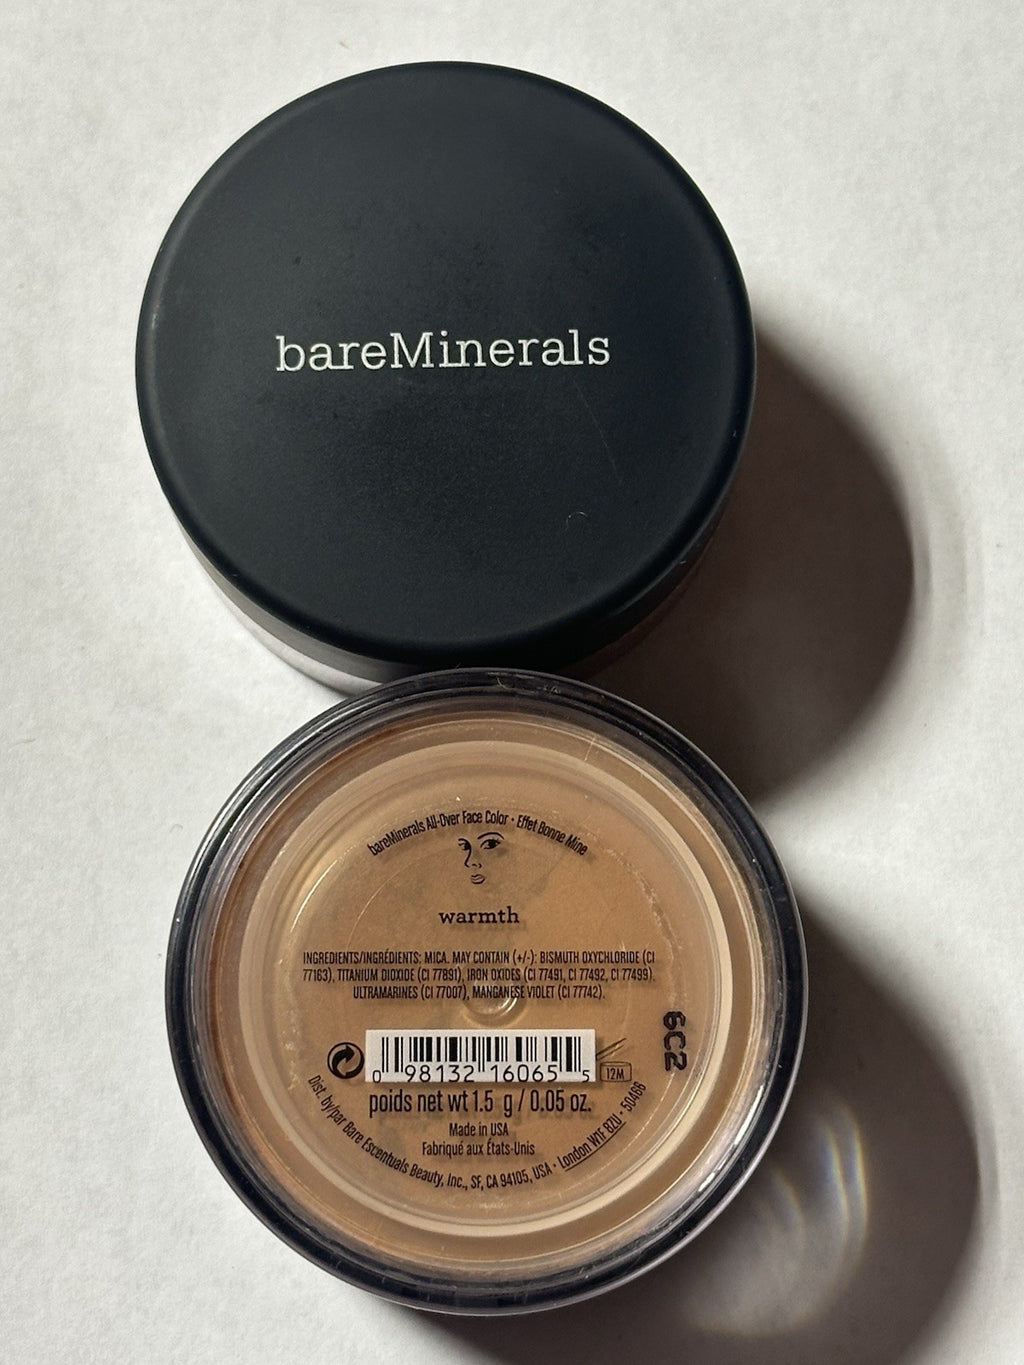 bareMinerals
bareMinerals All-Over Face Color • Effet Bonne Mine
warmth
INGREDIENTS/INGRÉDIENTS: MICA. MAY CONTAIN (+/-): BISMUTH OXYCHLORIDE (CI
77163), TITANIUM DIOXIDE (CI 77891), IRON OXIDES (CI 77491, CI 77492, CI 77499),
ULTRAMARINES (CI 77007), MANGANESE VIOLET (CI 77742).
6C2
0 98132 16065 5
12M
poids net wt 1.5 g / 0.05 oz.
Made in USA
Fabriqué aux États-Unis
Dist. by/par Bare Escentuals Beauty, Inc., SF, CA 94105, USA • London W1F 8ZU • 50466